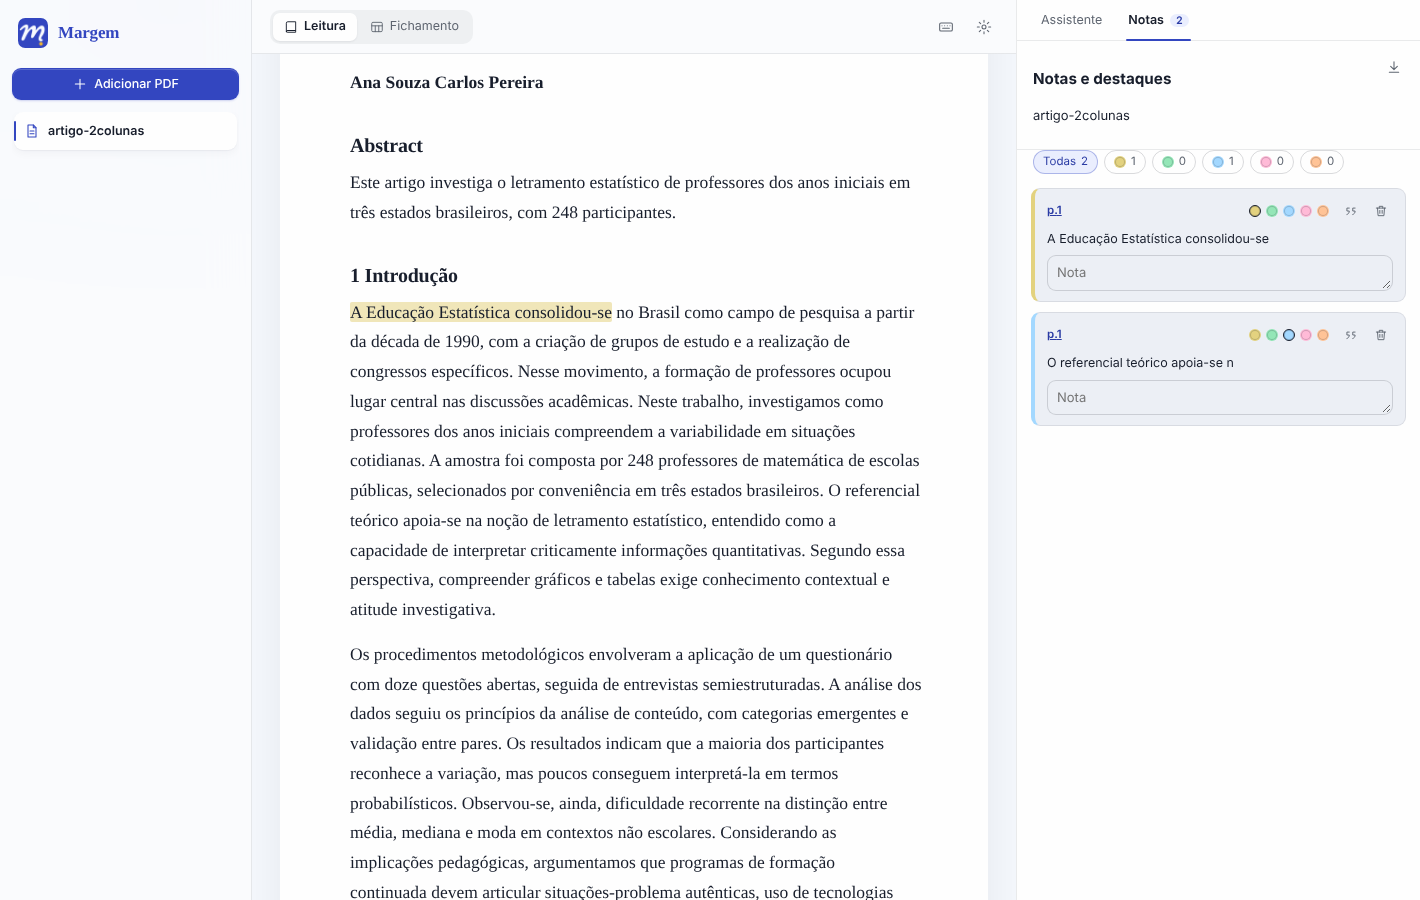 Margem
Adicionar PDF
artigo-2colunas
Leitura
Fichamento
Ana Souza Carlos Pereira
Abstract
Este artigo investiga o letramento estatístico de professores dos anos iniciais em
três estados brasileiros, com 248 participantes.
1 Introdução
A Educação Estatística consolidou-se no Brasil como campo de pesquisa a partir
da década de 1990, com a criação de grupos de estudo e a realização de
congressos específicos. Nesse movimento, a formação de professores ocupou
lugar central nas discussões acadêmicas. Neste trabalho, investigamos como
professores dos anos iniciais compreendem a variabilidade em situações
cotidianas. A amostra foi composta por 248 professores de matemática de escolas
públicas, selecionados por conveniência em três estados brasileiros. O referencial
teórico apoia-se na noção de letramento estatístico, entendido como a
capacidade de interpretar criticamente informações quantitativas. Segundo essa
perspectiva, compreender gráficos e tabelas exige conhecimento contextual e
atitude investigativa.
Os procedimentos metodológicos envolveram a aplicação de um questionário
com doze questões abertas, seguida de entrevistas semiestruturadas. A análise dos
dados seguiu os princípios da análise de conteúdo, com categorias emergentes e
validação entre pares. Os resultados indicam que a maioria dos participantes
reconhece a variação, mas poucos conseguem interpretá-la em termos
probabilísticos. Observou-se, ainda, dificuldade recorrente na distinção entre
média, mediana e moda em contextos não escolares. Considerando as
implicações pedagógicas, argumentamos que programas de formação
continuada devem articular situações-problema autênticas, uso de tecnologias
Assistente
Notas 2
Notas e destaques
artigo-2colunas
Todas 2 1 0 1 0 0
p.1
A Educação Estatística consolidou-se
Nota
p.1
O referencial teórico apoia-se n
Nota